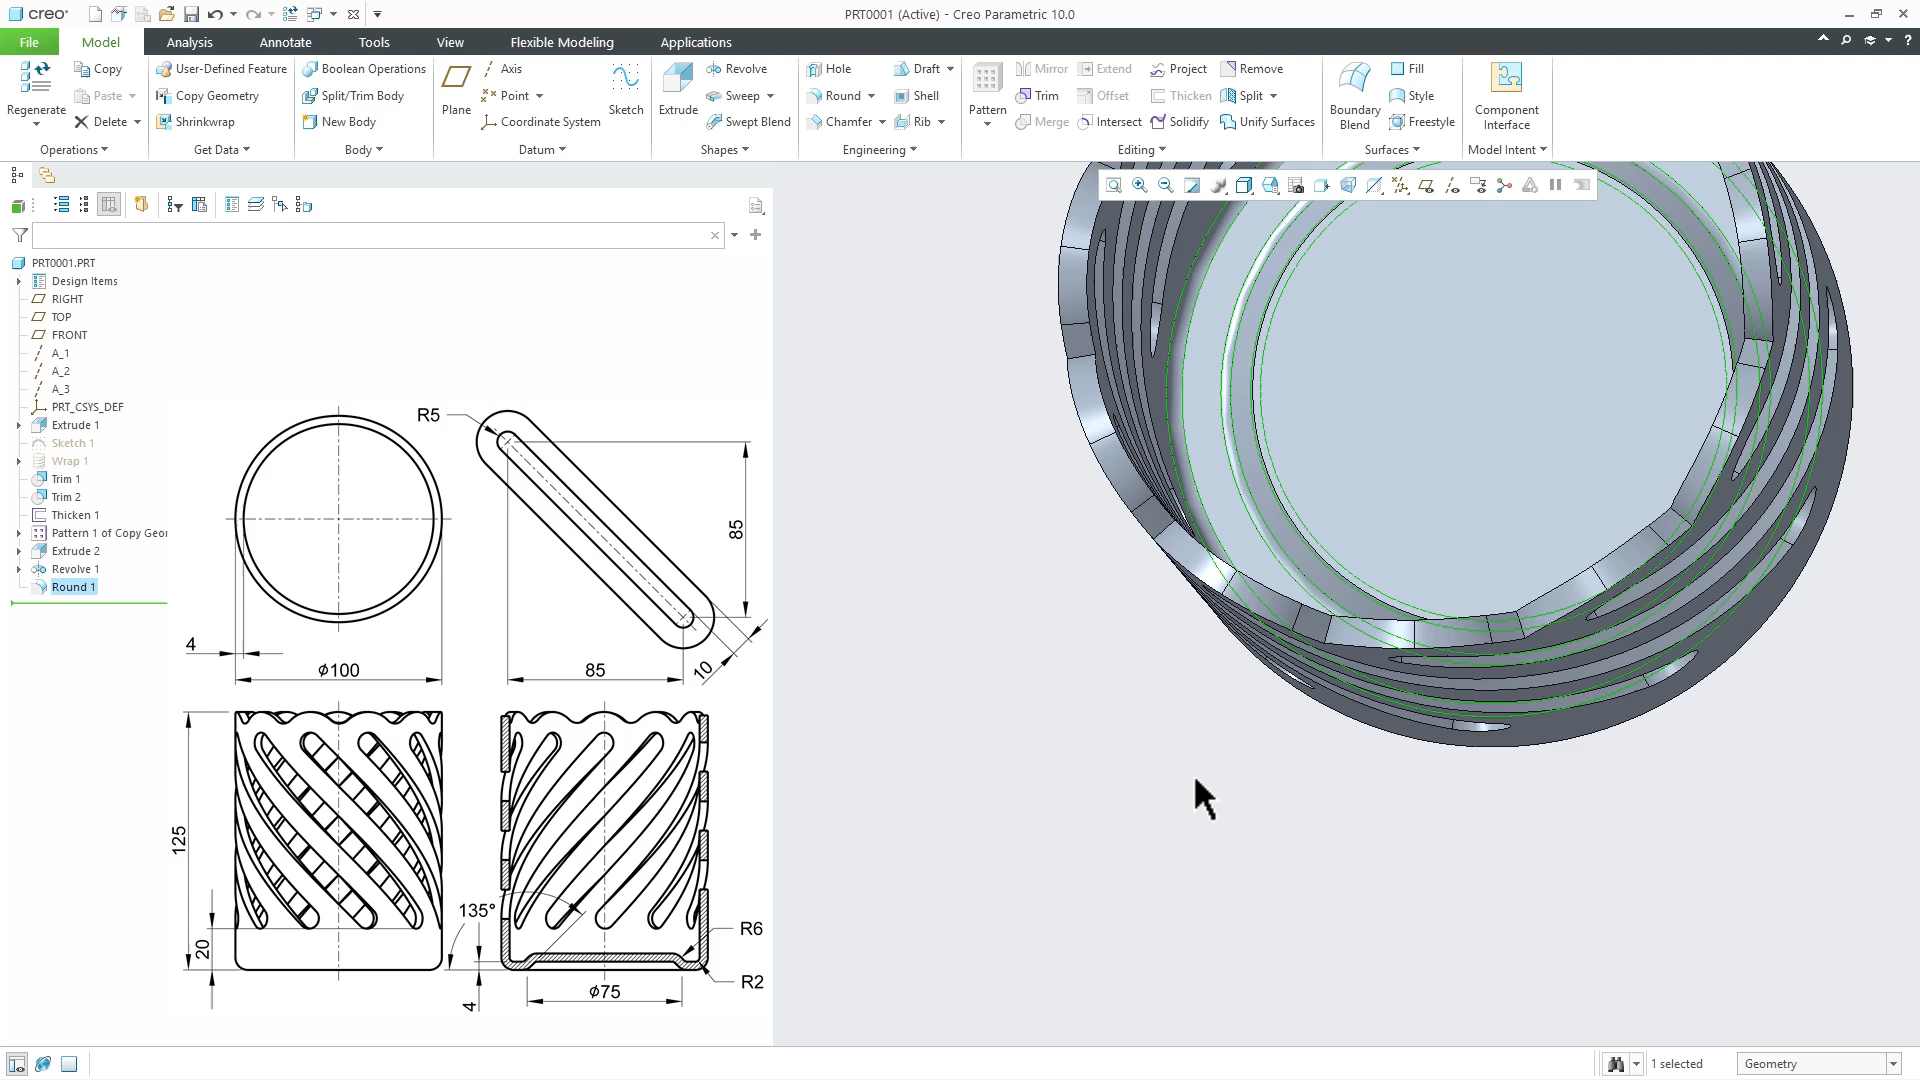 creo
PRT0001 (Active) - Creo Parametric 10.0
File Model Analysis Annotate Tools View Flexible Modeling Applications
Regenerate
Copy
Paste
Delete
Operations
User-Defined Feature
Copy Geometry
Shrinkwrap
Get Data
Boolean Operations
Split/Trim Body
New Body
Body
Plane
Axis
Point
Coordinate System
Sketch
Datum
Extrude
Revolve
Sweep
Swept Blend
Shapes
Hole
Round
Chamfer
Draft
Shell
Rib
Engineering
Pattern
Mirror
Trim
Merge
Extend
Offset
Intersect
Project
Thicken
Solidify
Remove
Split
Unify Surfaces
Editing
Boundary
Blend
Fill
Style
Freestyle
Surfaces
Component
Interface
Model Intent
PRT0001.PRT
Design Items
RIGHT
TOP
FRONT
A_1
A_2
A_3
PRT_CSYS_DEF
Extrude 1
Sketch 1
Wrap 1
Trim 1
Trim 2
Thicken 1
Pattern 1 of Copy Geor
Extrude 2
Revolve 1
Round 1
R5
85
4
ϕ100
85
10
125
20
135°
4
ϕ75
R6
R2
1 selected
Geometry